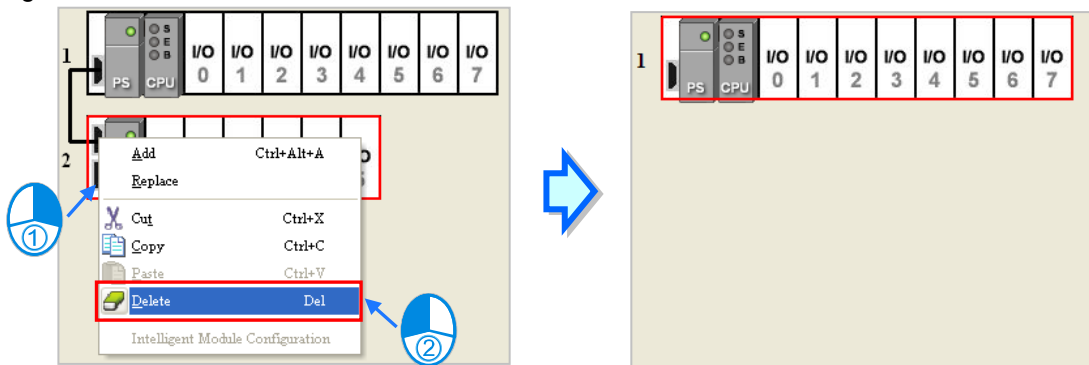 1
S
E
B
PS CPU
I/O I/O I/O I/O I/O I/O I/O I/O
0 1 2 3 4 5 6 7
2
Add Ctrl+Alt+A
Replace
Cut Ctrl+X
Copy Ctrl+C
Paste Ctrl+V
Delete Del
Intelligent Module Configuration
①
②
1
S
E
B
PS CPU
I/O I/O I/O I/O I/O I/O I/O I/O
0 1 2 3 4 5 6 7